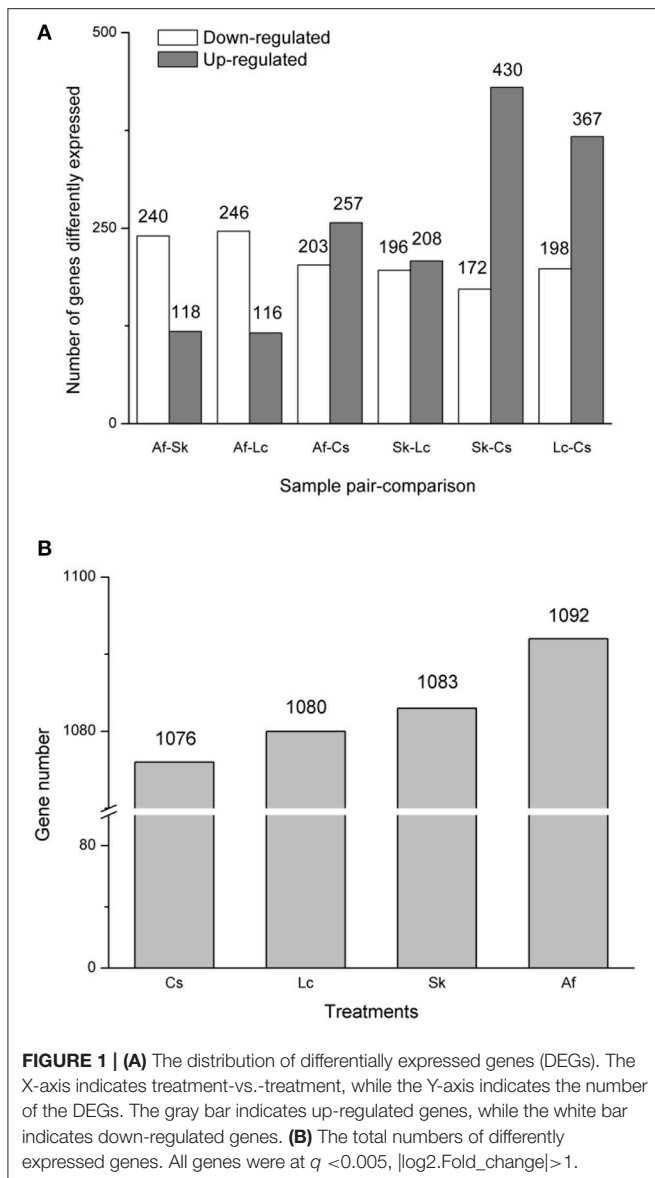 A
500
Down-regulated
Up-regulated
430
367
240
246
257
250
203
196
208
172
198
118
116
0
Number of genes differently expressed
Af-Sk Af-Lc Af-Cs Sk-Lc Sk-Cs Lc-Cs
Sample pair-comparison
B
1100
1092
1083
1080
1080
1076
Gene number
80
0
Cs Lc Sk Af
Treatments
FIGURE 1 | (A) The distribution of differentially expressed genes (DEGs). The
X-axis indicates treatment-vs.-treatment, while the Y-axis indicates the number
of the DEGs. The gray bar indicates up-regulated genes, while the white bar
indicates down-regulated genes. (B) The total numbers of differently
expressed genes. All genes were at q <0.005, |log2.Fold_change|>1.